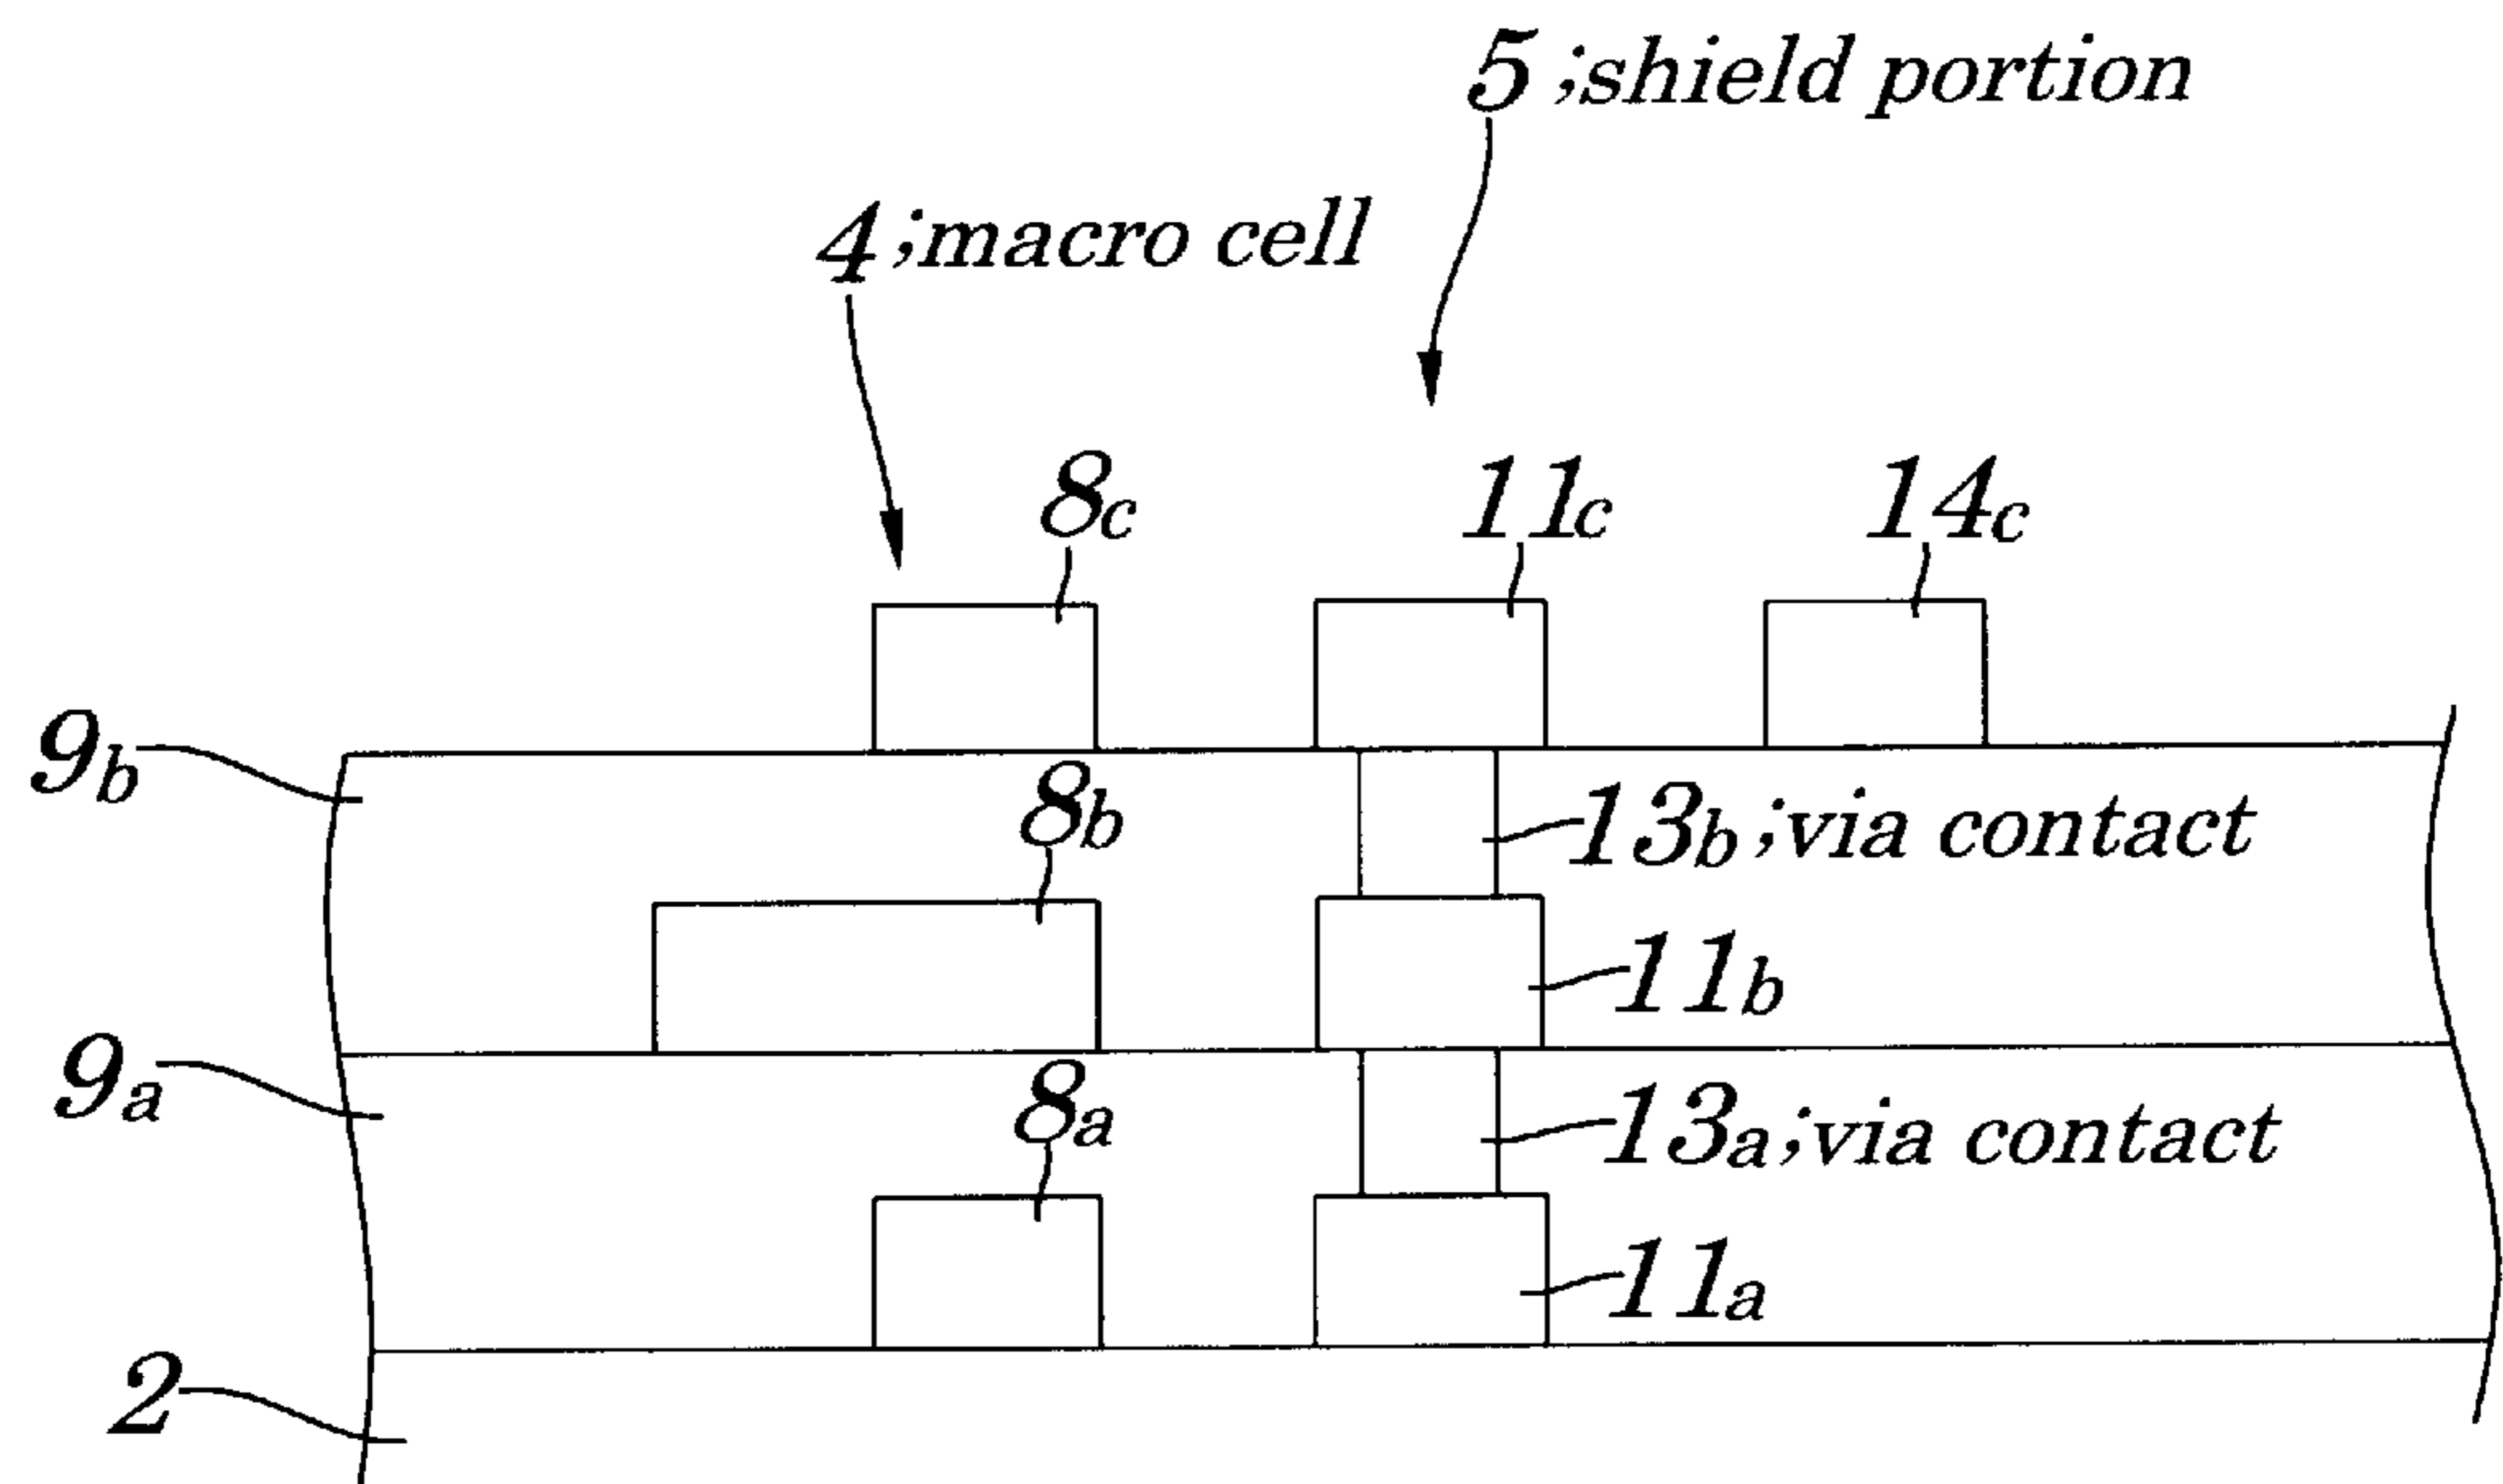 5 ;shield portion
4 ;macro cell
8c
11c
14c
9b
8b
13b ;via contact
11b
9a
8a
13a ;via contact
11a
2